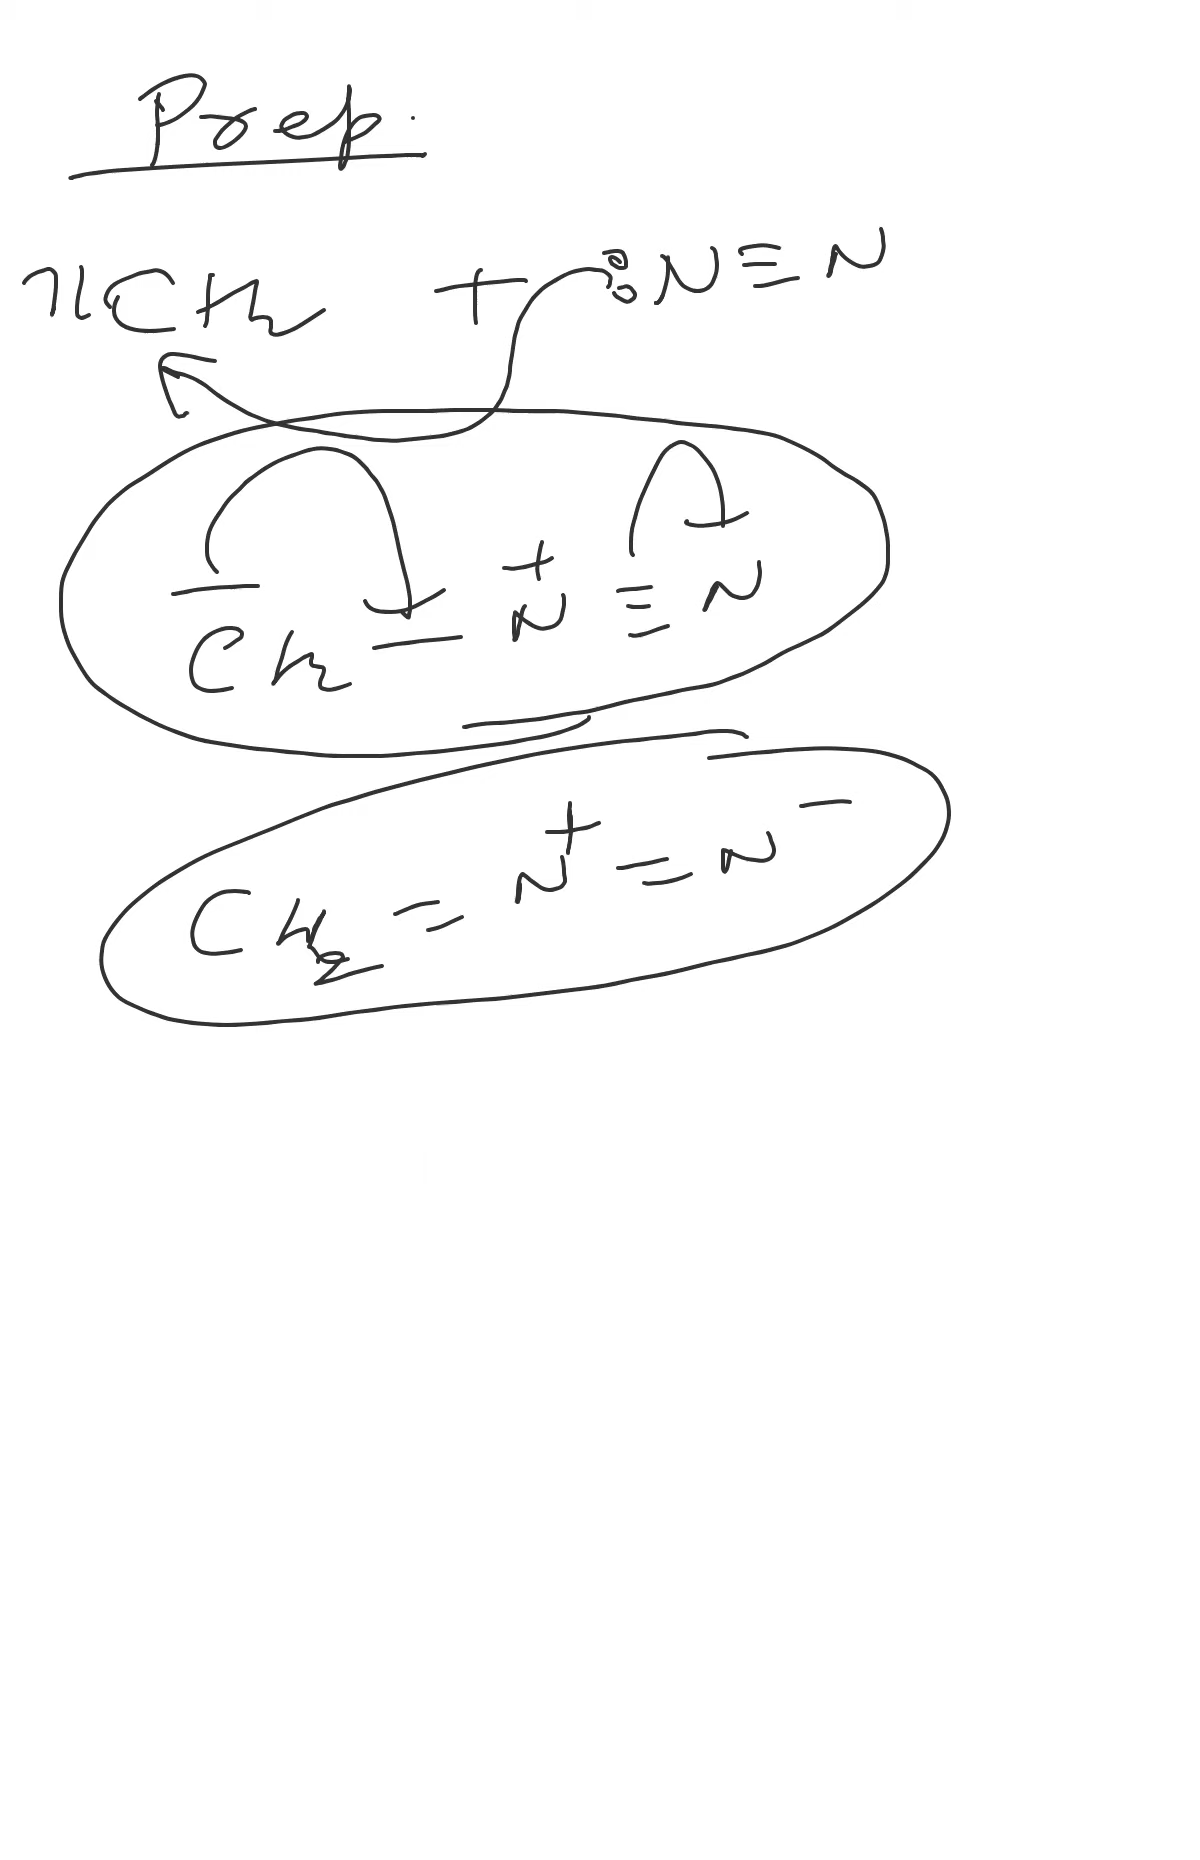 Prep.
:CH₂ + :N≡N
⁻CH₂—N⁺≡N
CH₂=N⁺=N⁻